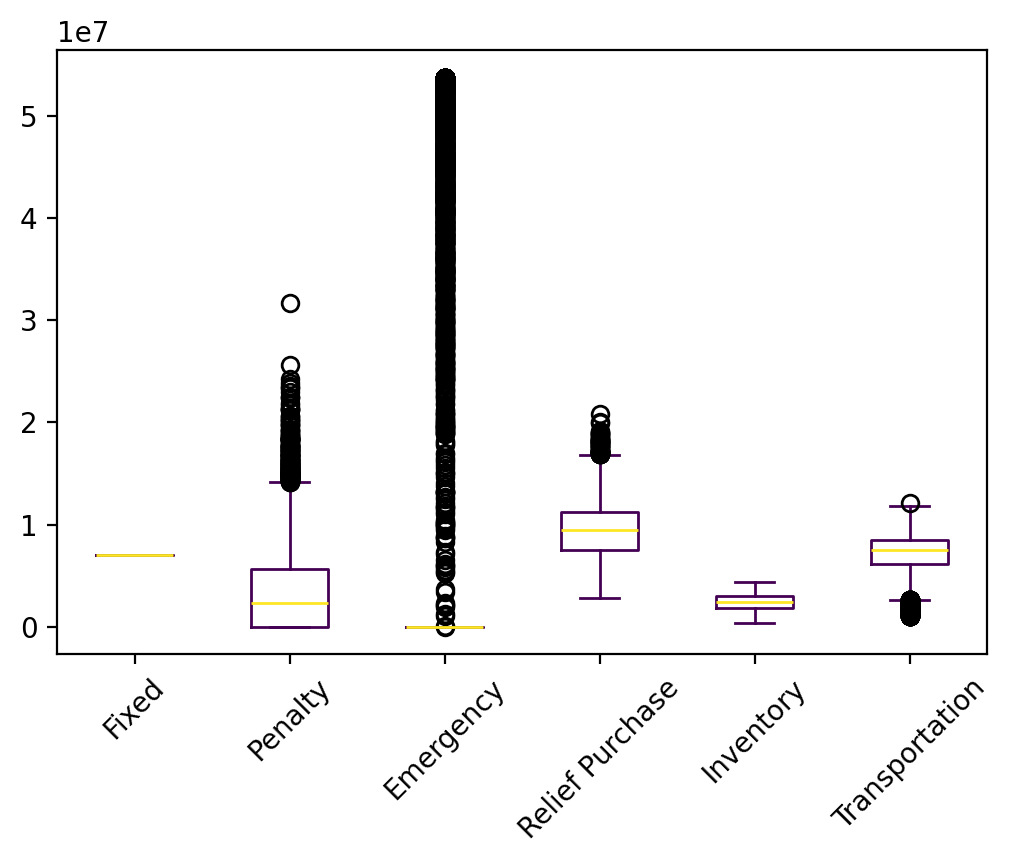 1e7
5
4
3
2
1
0
Fixed
Penalty
Emergency
Relief Purchase
Inventory
Transportation